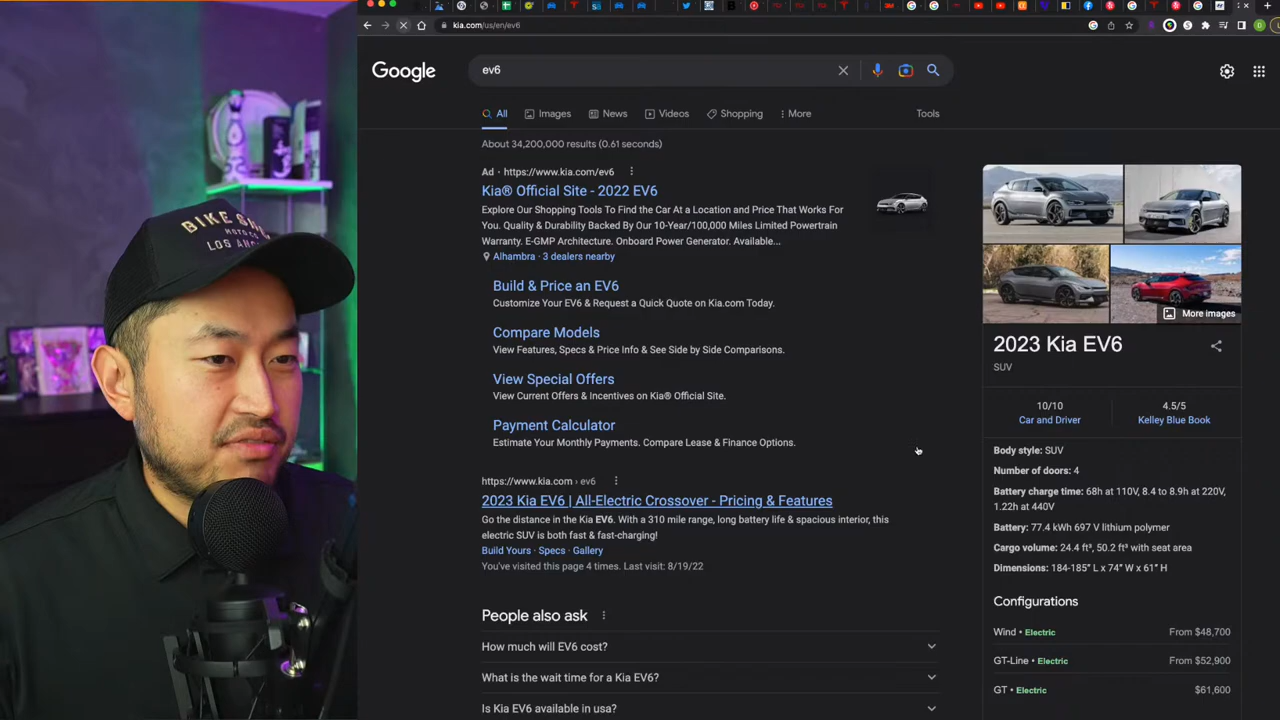 kia.com/us/en/ev6
Google
ev6
All
Images
News
Videos
Shopping
More
Tools
About 34,200,000 results (0.61 seconds)
Ad · https://www.kia.com/ev6
Kia® Official Site - 2022 EV6
Explore Our Shopping Tools To Find the Car At a Location and Price That Works For
You. Quality & Durability Backed By Our 10-Year/100,000 Miles Limited Powertrain
Warranty. E-GMP Architecture. Onboard Power Generator. Available...
Alhambra · 3 dealers nearby
Build & Price an EV6
Customize Your EV6 & Request a Quick Quote on Kia.com Today.
Compare Models
View Features, Specs & Price Info & See Side by Side Comparisons.
View Special Offers
View Current Offers & Incentives on Kia® Official Site.
Payment Calculator
Estimate Your Monthly Payments. Compare Lease & Finance Options.
https://www.kia.com › ev6
2023 Kia EV6 | All-Electric Crossover - Pricing & Features
Go the distance in the Kia EV6. With a 310 mile range, long battery life & spacious interior, this
electric SUV is both fast & fast-charging!
Build Yours · Specs · Gallery
You've visited this page 4 times. Last visit: 8/19/22
People also ask
How much will EV6 cost?
What is the wait time for a Kia EV6?
Is Kia EV6 available in usa?
More images
2023 Kia EV6
SUV
10/10
Car and Driver
4.5/5
Kelley Blue Book
Body style: SUV
Number of doors: 4
Battery charge time: 68h at 110V, 8.4 to 8.9h at 220V,
1.22h at 440V
Battery: 77.4 kWh 697 V lithium polymer
Cargo volume: 24.4 ft³, 50.2 ft³ with seat area
Dimensions: 184-185″ L x 74″ W x 61″ H
Configurations
Wind • Electric
From $48,700
GT-Line • Electric
From $52,900
GT • Electric
$61,600
BIKE
MOTO CO
LOS